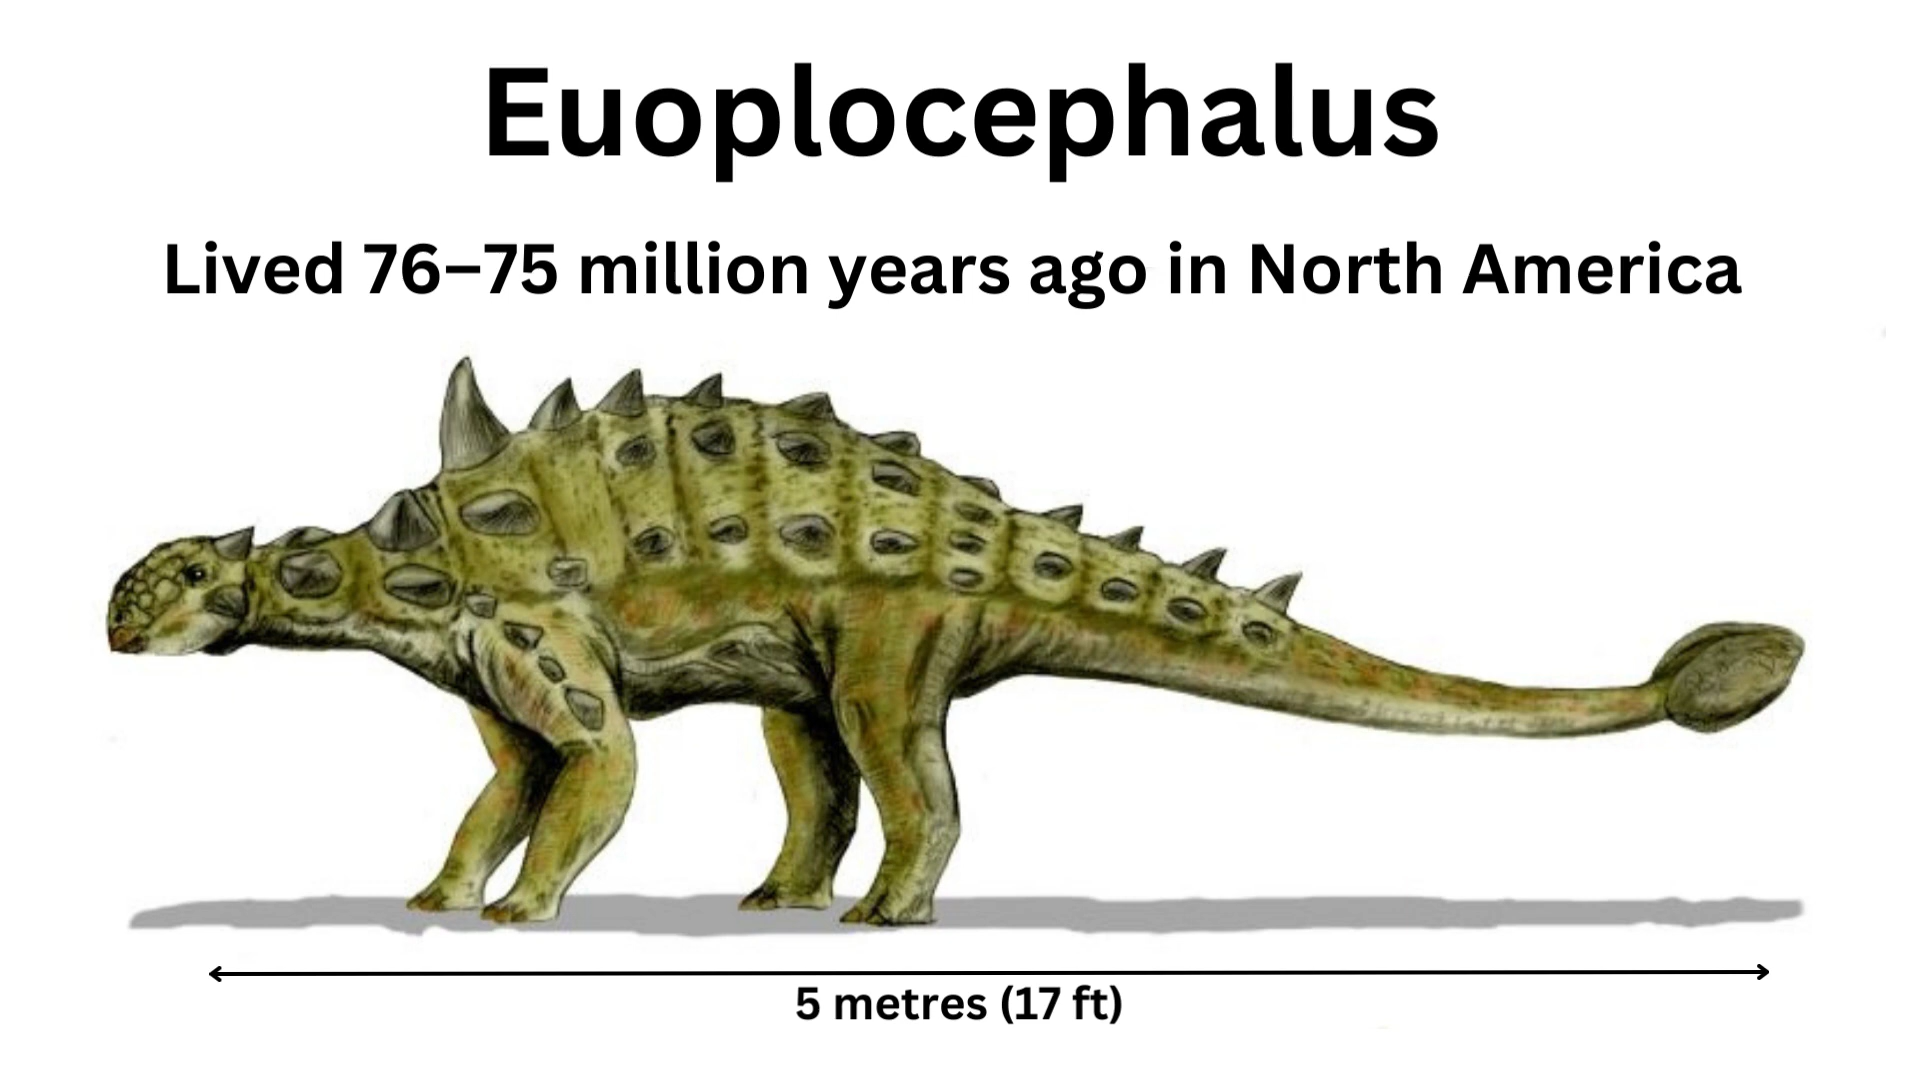 Euoplocephalus
Lived 76–75 million years ago in North America
5 metres (17 ft)